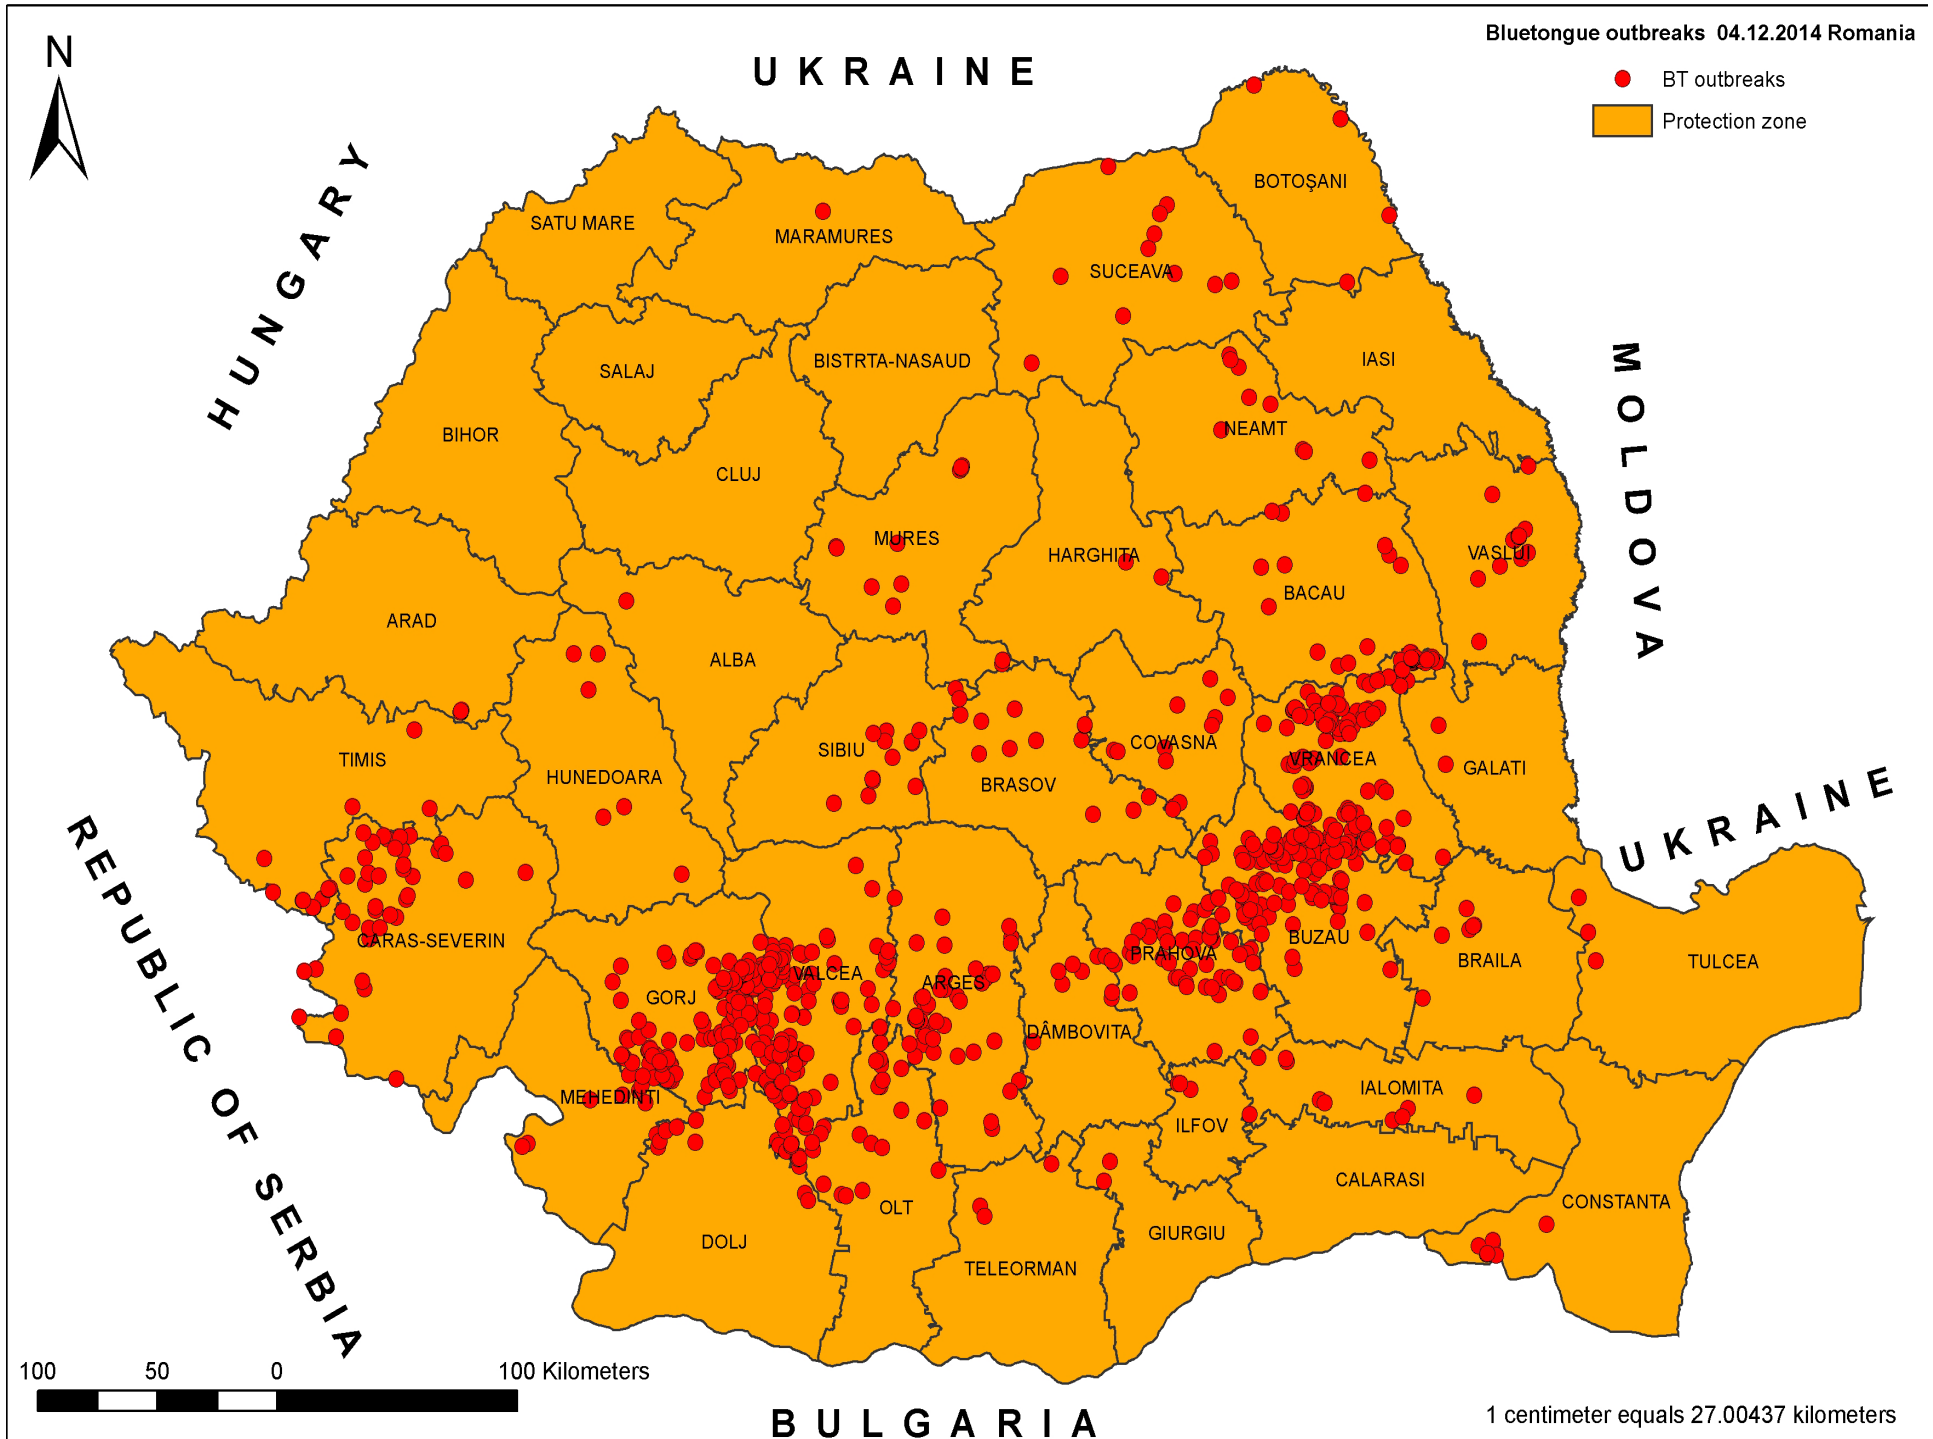 Bluetongue outbreaks 04.12.2014 Romania
BT outbreaks
Protection zone
N
UKRAINE
HUNGARY
MOLDOVA
UKRAINE
REPUBLIC OF SERBIA
BULGARIA
BOTOŞANI
SATU MARE
MARAMURES
SUCEAVA
IASI
BISTRTA-NASAUD
SALAJ
NEAMT
BIHOR
CLUJ
MURES
HARGHITA
VASLUI
BACAU
ARAD
ALBA
TIMIS
HUNEDOARA
SIBIU
BRASOV
COVASNA
VRANCEA
GALATI
CARAS-SEVERIN
GORJ
VALCEA
ARGES
PRAHOVA
BUZAU
BRAILA
TULCEA
DÂMBOVITA
MEHEDINTI
IALOMITA
ILFOV
CALARASI
CONSTANTA
OLT
DOLJ
GIURGIU
TELEORMAN
100 50 0 100 Kilometers
1 centimeter equals 27.00437 kilometers